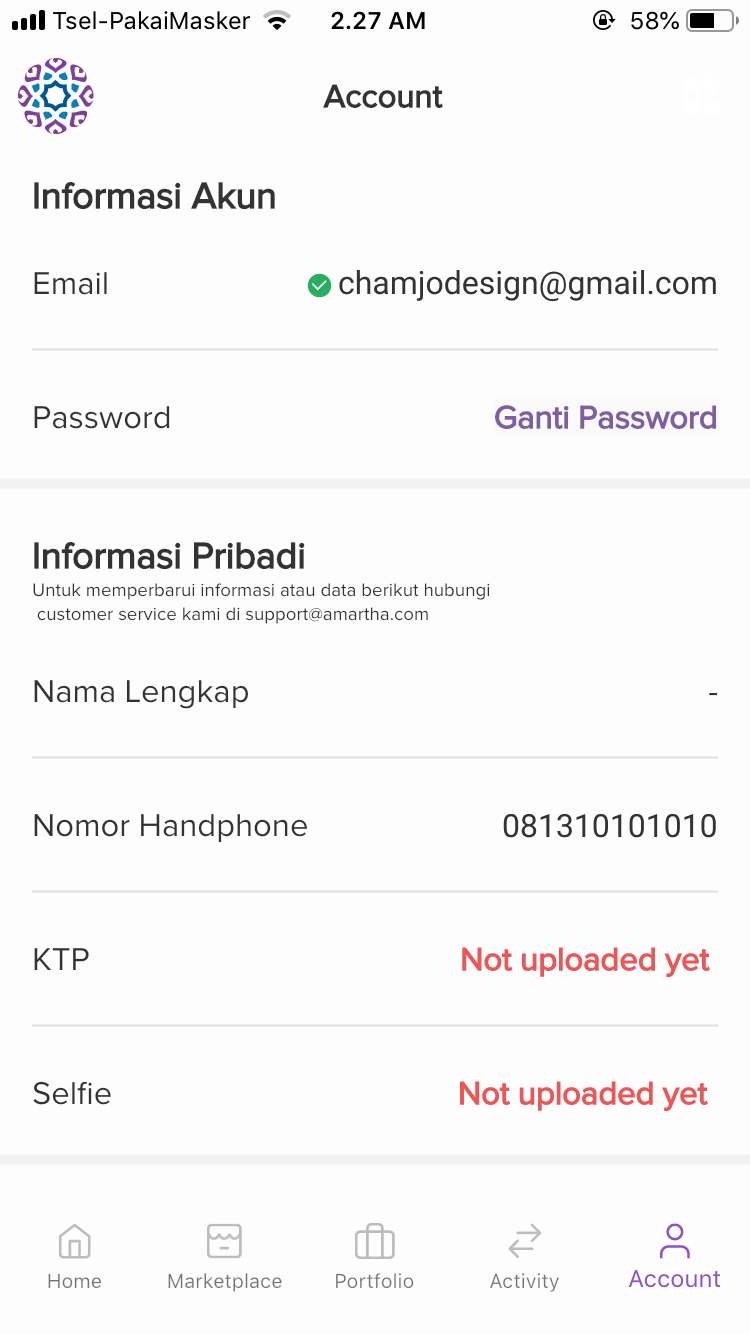 Tsel-PakaiMasker 2.27 AM 58%
Account
Informasi Akun
Email chamjodesign@gmail.com
Password Ganti Password
Informasi Pribadi
Untuk memperbarui informasi atau data berikut hubungi
customer service kami di support@amartha.com
Nama Lengkap -
Nomor Handphone 081310101010
KTP Not uploaded yet
Selfie Not uploaded yet
Home Marketplace Portfolio Activity Account